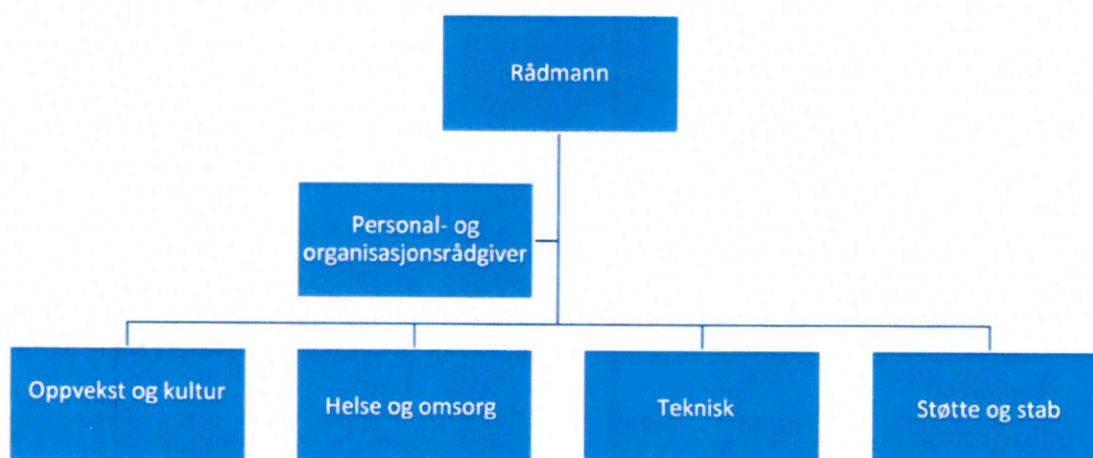 Rådmann
Personal- og
organisasjonsrådgiver
Oppvekst og kultur
Helse og omsorg
Teknisk
Støtte og stab